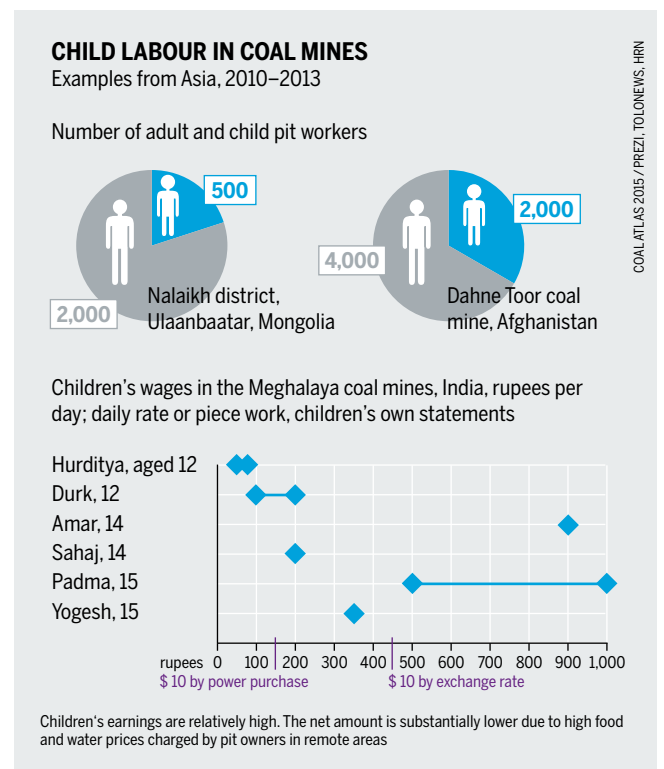 CHILD LABOUR IN COAL MINES
Examples from Asia, 2010–2013
COAL ATLAS 2015 / PREZI, TOLONEWS, HRN
Number of adult and child pit workers
500
2,000
Nalaikh district,
Ulaanbaatar, Mongolia
2,000
4,000
Dahne Toor coal
mine, Afghanistan
Children’s wages in the Meghalaya coal mines, India, rupees per
day; daily rate or piece work, children’s own statements
Hurditya, aged 12
Durk, 12
Amar, 14
Sahaj, 14
Padma, 15
Yogesh, 15
rupees 0 100 200 300 400 500 600 700 800 900 1,000
$ 10 by power purchase
$ 10 by exchange rate
Children‘s earnings are relatively high. The net amount is substantially lower due to high food
and water prices charged by pit owners in remote areas